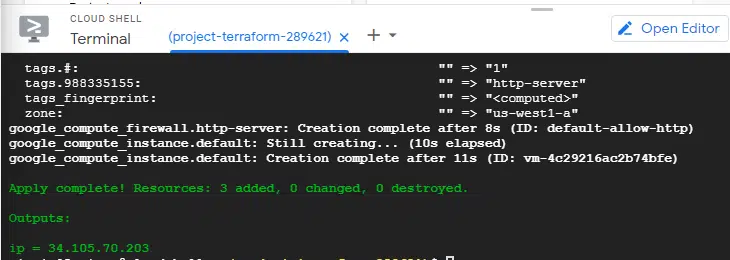 CLOUD SHELL
Terminal
(project-terraform-289621)
Open Editor
tags.#: "" => "1"
tags.988335155: "" => "http-server"
tags_fingerprint: "" => "<computed>"
zone: "" => "us-west1-a"
google_compute_firewall.http-server: Creation complete after 8s (ID: default-allow-http)
google_compute_instance.default: Still creating... (10s elapsed)
google_compute_instance.default: Creation complete after 11s (ID: vm-4c29216ac2b74bfe)
Apply complete! Resources: 3 added, 0 changed, 0 destroyed.
Outputs:
ip = 34.105.70.203